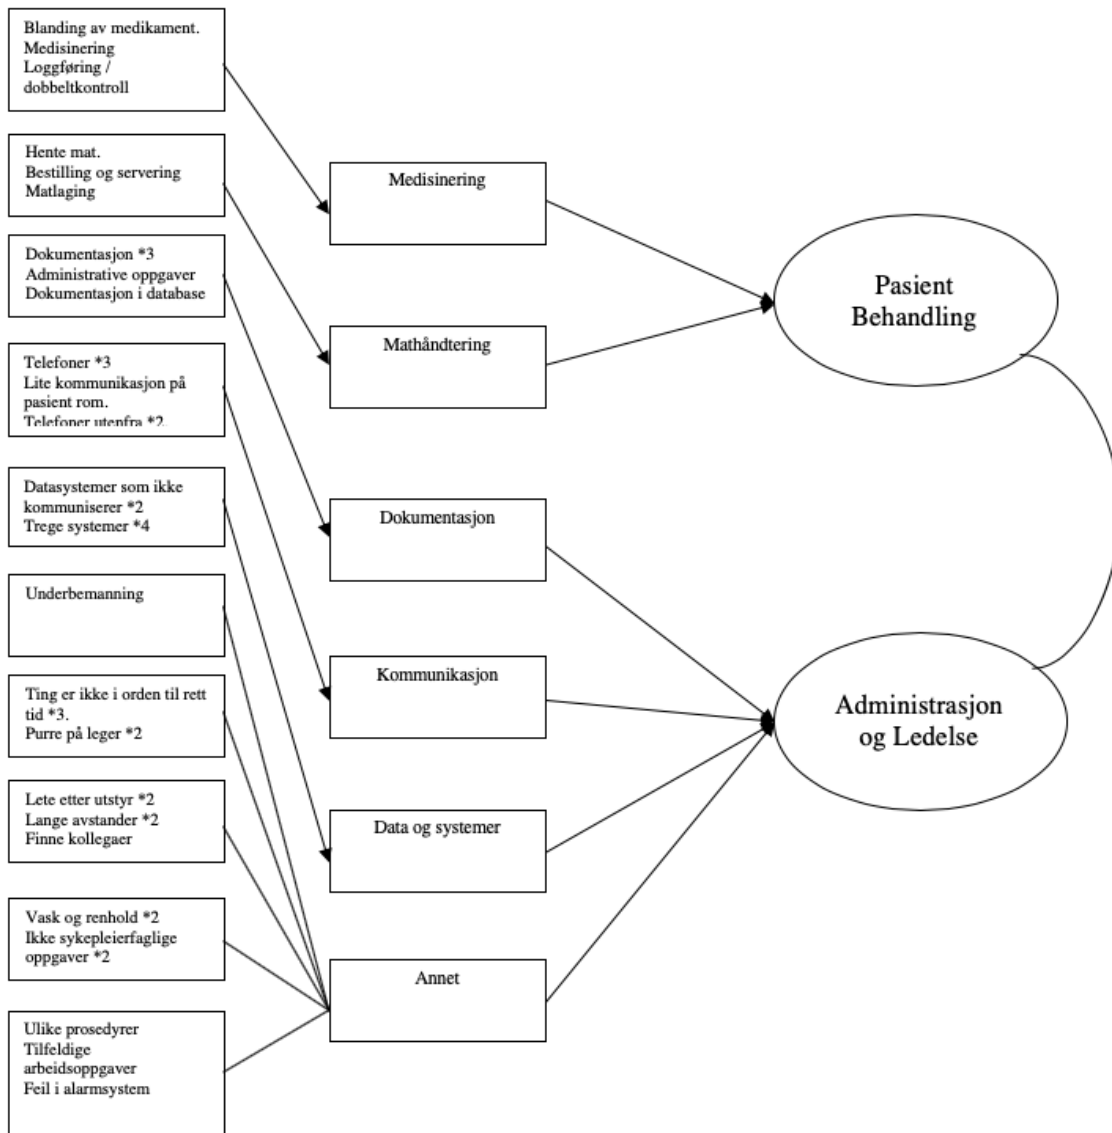 Blanding av medikament.
Medisinering
Loggføring /
dobbeltkontroll
Hente mat.
Bestilling og servering
Matlaging
Dokumentasjon *3
Administrative oppgaver
Dokumentasjon i database
Telefoner *3
Lite kommunikasjon på
pasient rom.
Telefoner utenfra *2
Datasystemer som ikke
kommuniserer *2
Trege systemer *4
Underbemanning
Ting er ikke i orden til rett
tid *3.
Purre på leger *2
Lete etter utstyr *2
Lange avstander *2
Finne kollegaer
Vask og renhold *2
Ikke sykepleierfaglige
oppgaver *2
Ulike prosedyrer
Tilfeldige
arbeidsoppgaver
Feil i alarmsystem
Medisinering
Mathåndtering
Dokumentasjon
Kommunikasjon
Data og systemer
Annet
Pasient
Behandling
Administrasjon
og Ledelse